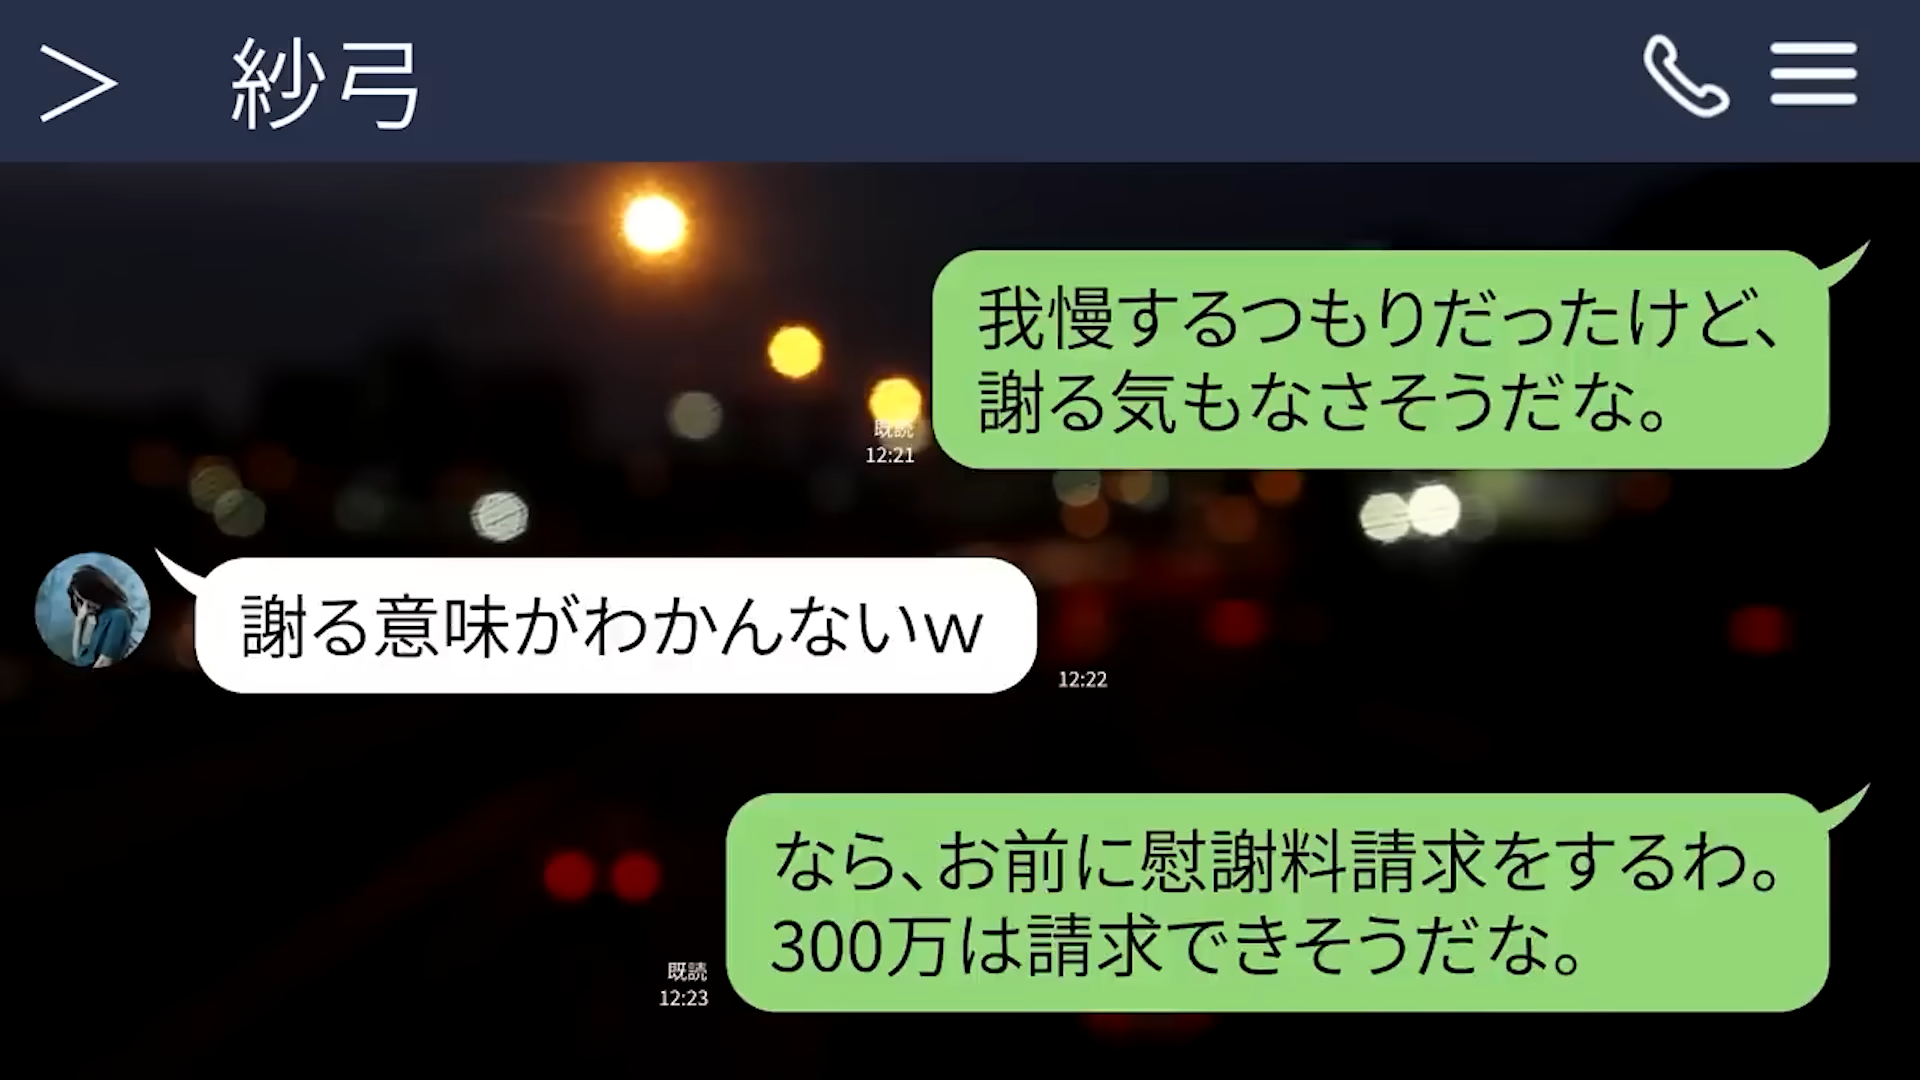 紗弓
我慢するつもりだったけど、
謝る気もなさそうだな。
既読
12:21
謝る意味がわかんないｗ
12:22
なら、お前に慰謝料請求をするわ。
300万は請求できそうだな。
既読
12:23